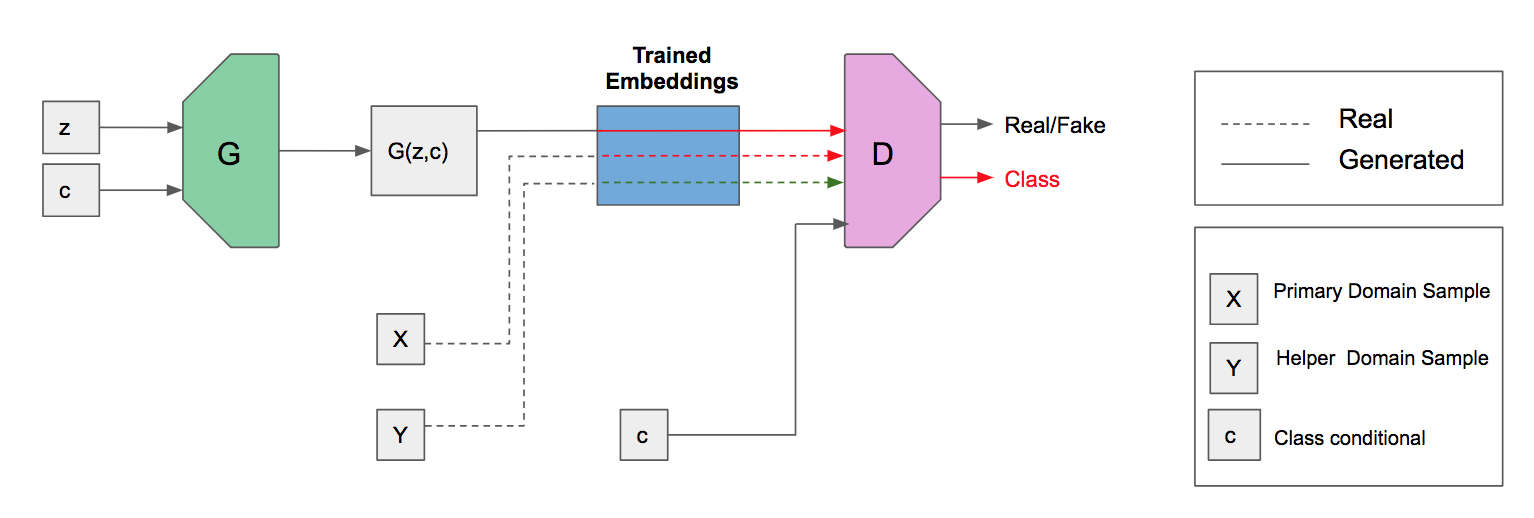 Trained
Embeddings
z
c
G
G(z,c)
D
Real/Fake
Class
X
Y
c
Real
Generated
X Primary Domain Sample
Y Helper Domain Sample
c Class conditional